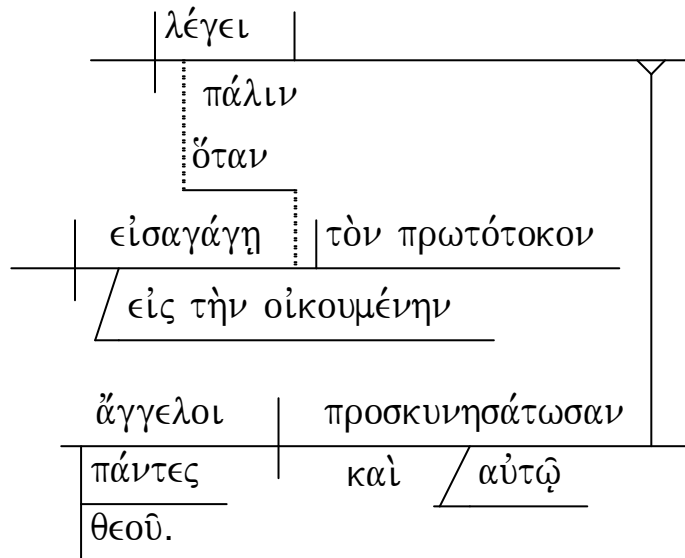 λέγει
πάλιν
ὅταν
εἰσαγάγῃ τὸν πρωτότοκον
εἰς τὴν οἰκουμένην
ἄγγελοι προσκυνησάτωσαν
πάντες καὶ αὐτῷ
θεοῦ.